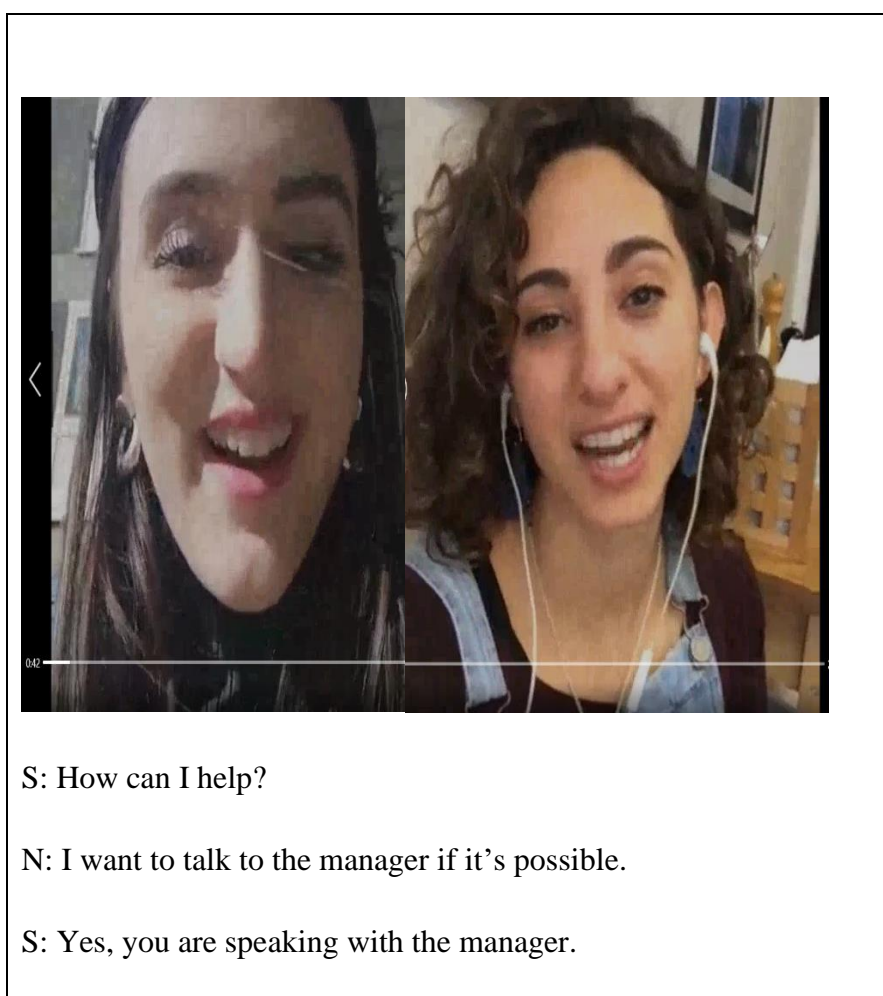 0:42
S: How can I help?
N: I want to talk to the manager if it’s possible.
S: Yes, you are speaking with the manager.